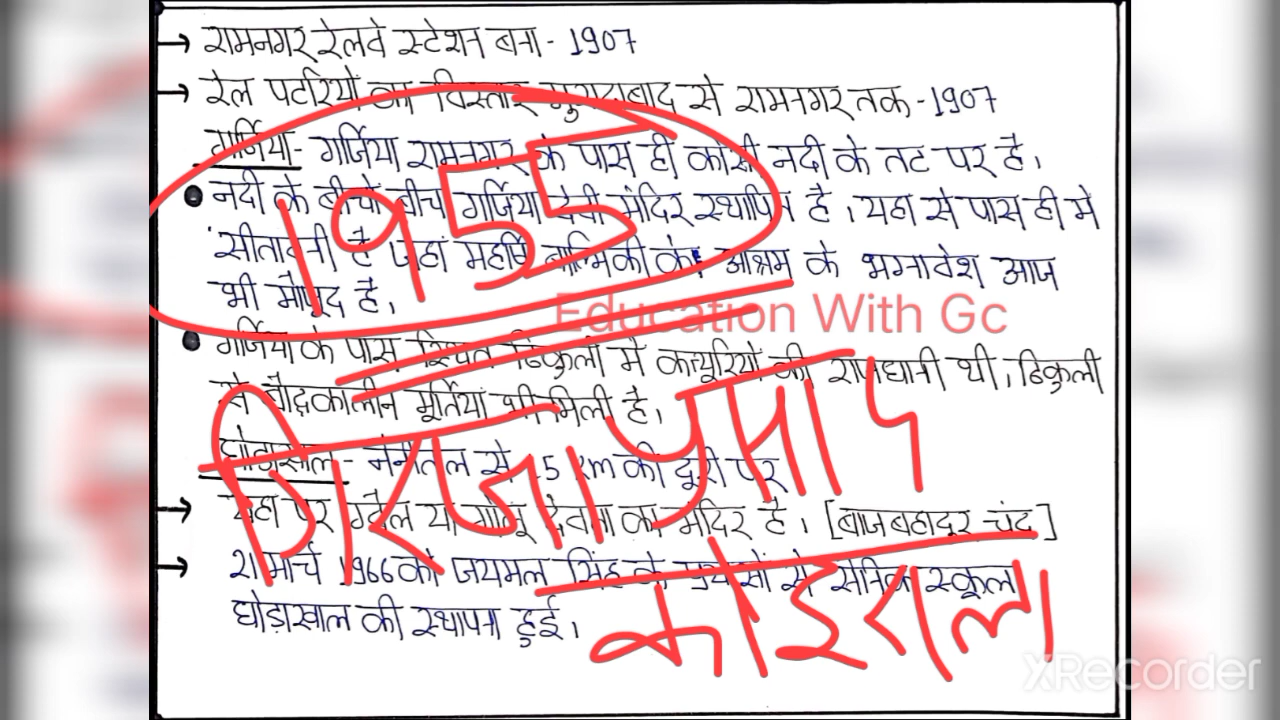 → रामनगर रेलवे स्टेशन बना - 1907
→ रेल पटरियों का विस्तार मुरादाबाद से रामनगर तक - 1907
गर्जिया - गर्जिया रामनगर के पास ही कोसी नदी के तट पर है।
● नदी के बीचों बीच गर्जिया देवी मंदिर स्थापित है। यहा से पास ही मे
सीतावनी है जहां महर्षि बाल्मिकी के आश्रम के भग्नावेश आज
भी मौजूद है।
1955
Education With Gc
● गर्जिया के पास स्थित ढिकुली में कत्यूरियों की राजधानी थी, ढिकुली
से बौद्धकालीन मूर्तियां भी मिली है।
घोड़ाखाल - नैनीताल से 15 km की दूरी पर
→ यहा पर ग्वैल या गोलू देवता का मंदिर है। [बाजबहादूर चंद]
→ 21 मार्च 1966 को जयमल सिंह के प्रयासों से सैनिक स्कूल
घोड़ाखाल की स्थापना हुई।
गिरजा प्रसाद
कोइराला
XRecorder